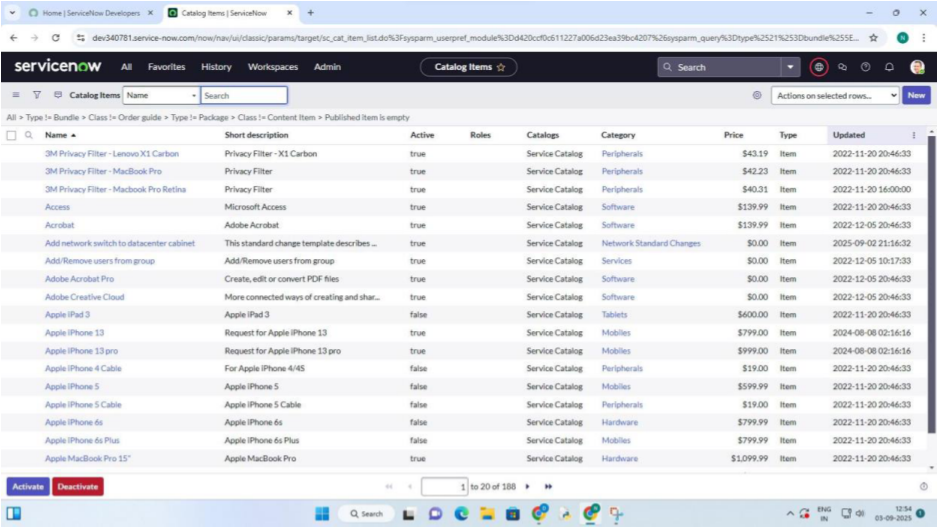 Home | ServiceNow Developers
Catalog Items | ServiceNow
dev340781.service-now.com/now/nav/ui/classic/params/target/sc_cat_item_list.do%3Fsysparm_userpref_module%3Dd420ccf0c611227a006d23ea39bc4207%26sysparm_query%3Dtype%2521%253Dbundle%255E...
N
servicenow All Favorites History Workspaces Admin Catalog Items Search
Catalog Items Name Search Actions on selected rows... New
All > Type != Bundle > Class != Order guide > Type != Package > Class != Content Item > Published item is empty
Name Short description Active Roles Catalogs Category Price Type Updated
3M Privacy Filter - Lenovo X1 Carbon Privacy Filter - X1 Carbon true Service Catalog Peripherals $43.19 Item 2022-11-20 20:46:33
3M Privacy Filter - MacBook Pro Privacy Filter true Service Catalog Peripherals $42.23 Item 2022-11-20 20:46:33
3M Privacy Filter - Macbook Pro Retina Privacy Filter true Service Catalog Peripherals $40.31 Item 2022-11-20 16:00:00
Access Microsoft Access true Service Catalog Software $139.99 Item 2022-11-20 20:46:33
Acrobat Adobe Acrobat true Service Catalog Software $139.99 Item 2022-12-05 20:46:33
Add network switch to datacenter cabinet This standard change template describes ... true Service Catalog Network Standard Changes $0.00 Item 2025-09-02 21:16:32
Add/Remove users from group Add/Remove users from group true Service Catalog Services $0.00 Item 2022-12-05 10:17:33
Adobe Acrobat Pro Create, edit or convert PDF files true Service Catalog Software $0.00 Item 2022-12-05 20:46:33
Adobe Creative Cloud More connected ways of creating and shar... true Service Catalog Software $0.00 Item 2022-12-05 20:46:33
Apple iPad 3 Apple iPad 3 false Service Catalog Tablets $600.00 Item 2022-11-20 20:46:33
Apple iPhone 13 Request for Apple iPhone 13 true Service Catalog Mobiles $799.00 Item 2024-08-08 02:16:16
Apple iPhone 13 pro Request for Apple iPhone 13 pro true Service Catalog Mobiles $999.00 Item 2024-08-08 02:16:16
Apple iPhone 4 Cable For Apple iPhone 4/4S false Service Catalog Peripherals $19.00 Item 2022-11-20 20:46:33
Apple iPhone 5 Apple iPhone 5 false Service Catalog Mobiles $599.99 Item 2022-11-20 20:46:33
Apple iPhone 5 Cable Apple iPhone 5 Cable false Service Catalog Peripherals $19.00 Item 2022-11-20 20:46:33
Apple iPhone 6s Apple iPhone 6s false Service Catalog Hardware $799.99 Item 2022-11-20 20:46:33
Apple iPhone 6s Plus Apple iPhone 6s Plus false Service Catalog Mobiles $799.99 Item 2022-11-20 20:46:33
Apple MacBook Pro 15" Apple MacBook Pro true Service Catalog Hardware $1,099.99 Item 2022-11-20 20:46:33
Activate Deactivate 1 to 20 of 188
Search ENG IN 12:54 03-09-2025